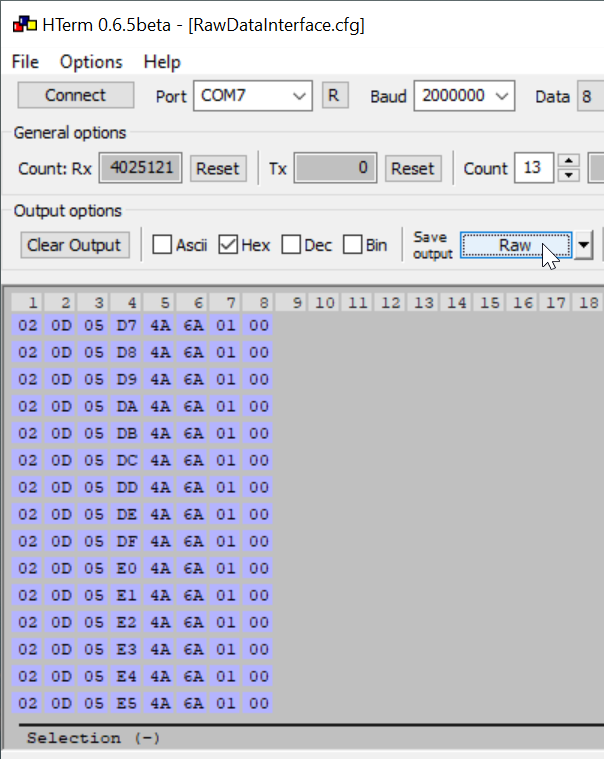 HTerm 0.6.5beta - [RawDataInterface.cfg]
File Options Help
Connect Port COM7 R Baud 2000000 Data 8
General options
Count: Rx 4025121 Reset Tx 0 Reset Count 13
Output options
Clear Output Ascii Hex Dec Bin Save output Raw
1 2 3 4 5 6 7 8 9 10 11 12 13 14 15 16 17 18
02 0D 05 D7 4A 6A 01 00
02 0D 05 D8 4A 6A 01 00
02 0D 05 D9 4A 6A 01 00
02 0D 05 DA 4A 6A 01 00
02 0D 05 DB 4A 6A 01 00
02 0D 05 DC 4A 6A 01 00
02 0D 05 DD 4A 6A 01 00
02 0D 05 DE 4A 6A 01 00
02 0D 05 DF 4A 6A 01 00
02 0D 05 E0 4A 6A 01 00
02 0D 05 E1 4A 6A 01 00
02 0D 05 E2 4A 6A 01 00
02 0D 05 E3 4A 6A 01 00
02 0D 05 E4 4A 6A 01 00
02 0D 05 E5 4A 6A 01 00
Selection (-)